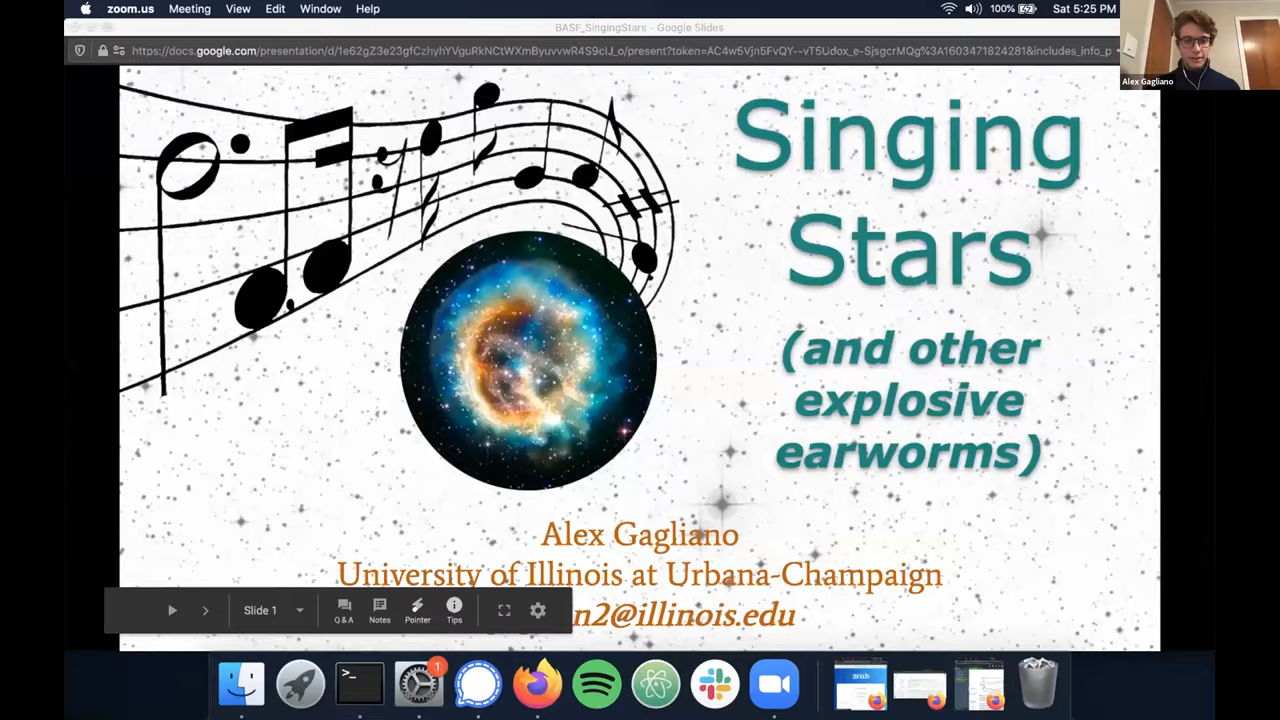 zoom.us Meeting View Edit Window Help 100% Sat 5:25 PM
BASF_SingingStars - Google Slides
Alex Gagliano
Singing
Stars
(and other
explosive
earworms)
Alex Gagliano
University of Illinois at Urbana-Champaign
n2@illinois.edu
Slide 1
Q & A Notes Pointer Tips
1